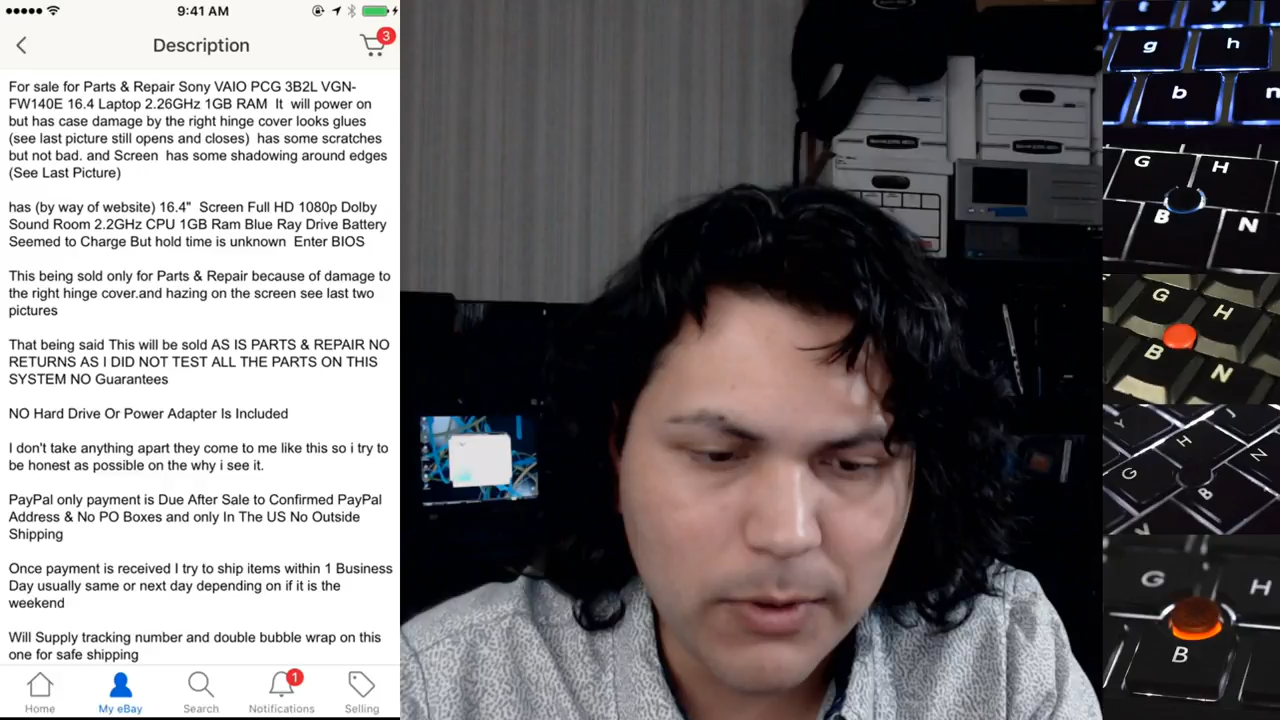 9:41 AM
Description
3
For sale for Parts & Repair Sony VAIO PCG 3B2L VGN-
FW140E 16.4 Laptop 2.26GHz 1GB RAM  It  will power on
but has case damage by the right hinge cover looks glues
(see last picture still opens and closes)  has some scratches
but not bad. and Screen  has some shadowing around edges
(See Last Picture)
has (by way of website) 16.4"  Screen Full HD 1080p Dolby
Sound Room 2.2GHz CPU 1GB Ram Blue Ray Drive Battery
Seemed to Charge But hold time is unknown  Enter BIOS
This being sold only for Parts & Repair because of damage to
the right hinge cover.and hazing on the screen see last two
pictures
That being said This will be sold AS IS PARTS & REPAIR NO
RETURNS AS I DID NOT TEST ALL THE PARTS ON THIS
SYSTEM NO Guarantees
NO Hard Drive Or Power Adapter Is Included
I don't take anything apart they come to me like this so i try to
be honest as possible on the why i see it.
PayPal only payment is Due After Sale to Confirmed PayPal
Address & No PO Boxes and only In The US No Outside
Shipping
Once payment is received I try to ship items within 1 Business
Day usually same or next day depending on if it is the
weekend
Will Supply tracking number and double bubble wrap on this
one for safe shipping
1
Home
My eBay
Search
Notifications
Selling
y
g h
b n
G H
B N
G H
B N
Y H N
G B
V
G H
B